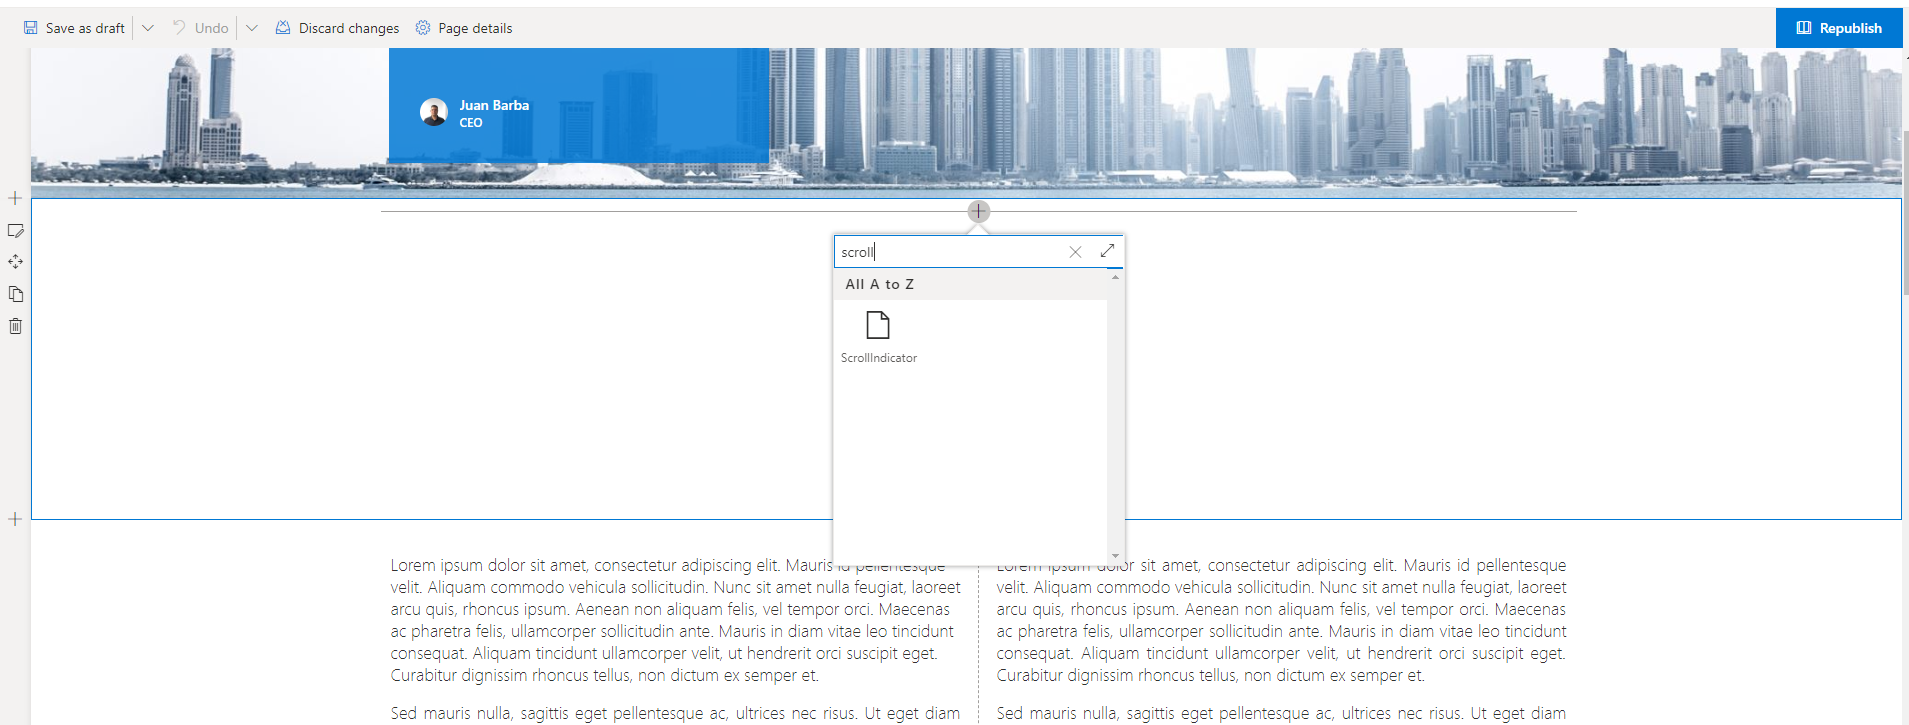 Save as draft Undo Discard changes Page details Republish
Juan Barba
CEO
scroll
All A to Z
ScrollIndicator
Lorem ipsum dolor sit amet, consectetur adipiscing elit. Mauris id pellentesque
velit. Aliquam commodo vehicula sollicitudin. Nunc sit amet nulla feugiat, laoreet
arcu quis, rhoncus ipsum. Aenean non aliquam felis, vel tempor orci. Maecenas
ac pharetra felis, ullamcorper sollicitudin ante. Mauris in diam vitae leo tincidunt
consequat. Aliquam tincidunt ullamcorper velit, ut hendrerit orci suscipit eget.
Curabitur dignissim rhoncus tellus, non dictum ex semper et.
Sed mauris nulla, sagittis eget pellentesque ac, ultrices nec risus. Ut eget diam
Lorem ipsum dolor sit amet, consectetur adipiscing elit. Mauris id pellentesque
velit. Aliquam commodo vehicula sollicitudin. Nunc sit amet nulla feugiat, laoreet
arcu quis, rhoncus ipsum. Aenean non aliquam felis, vel tempor orci. Maecenas
ac pharetra felis, ullamcorper sollicitudin ante. Mauris in diam vitae leo tincidunt
consequat. Aliquam tincidunt ullamcorper velit, ut hendrerit orci suscipit eget.
Curabitur dignissim rhoncus tellus, non dictum ex semper et.
Sed mauris nulla, sagittis eget pellentesque ac, ultrices nec risus. Ut eget diam